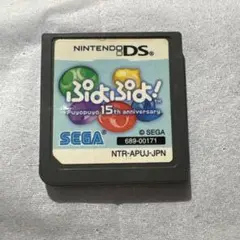 NINTENDO DS
ぷよぷよ!
Puyopuyo 15th anniversary
SEGA
© SEGA
689-00171
NTR-APUJ-JPN